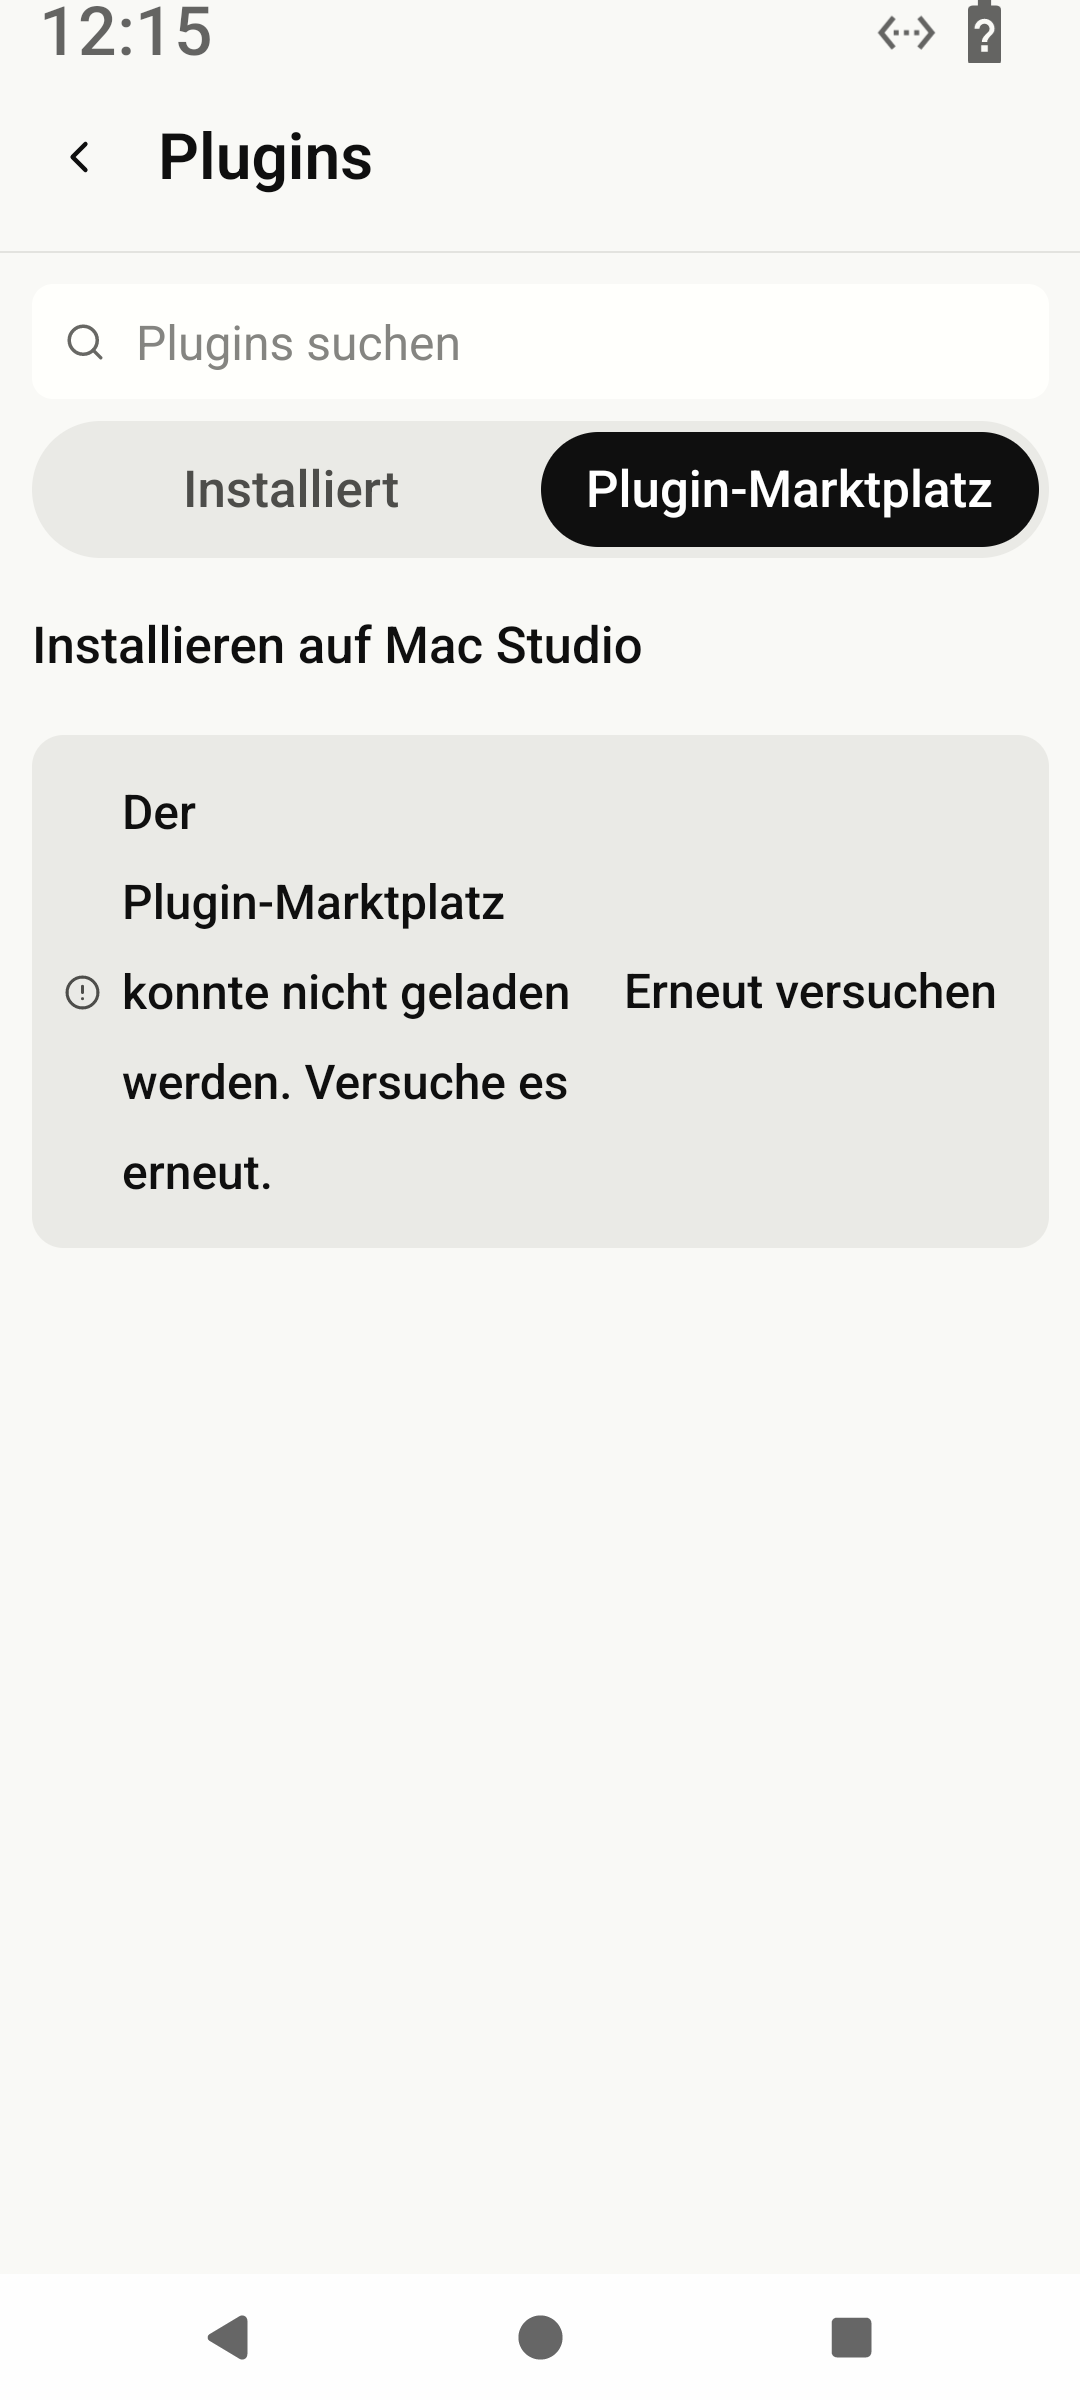 12:15
Plugins
Plugins suchen
Installiert
Plugin-Marktplatz
Installieren auf Mac Studio
Der
Plugin-Marktplatz
konnte nicht geladen
werden. Versuche es
erneut.
Erneut versuchen